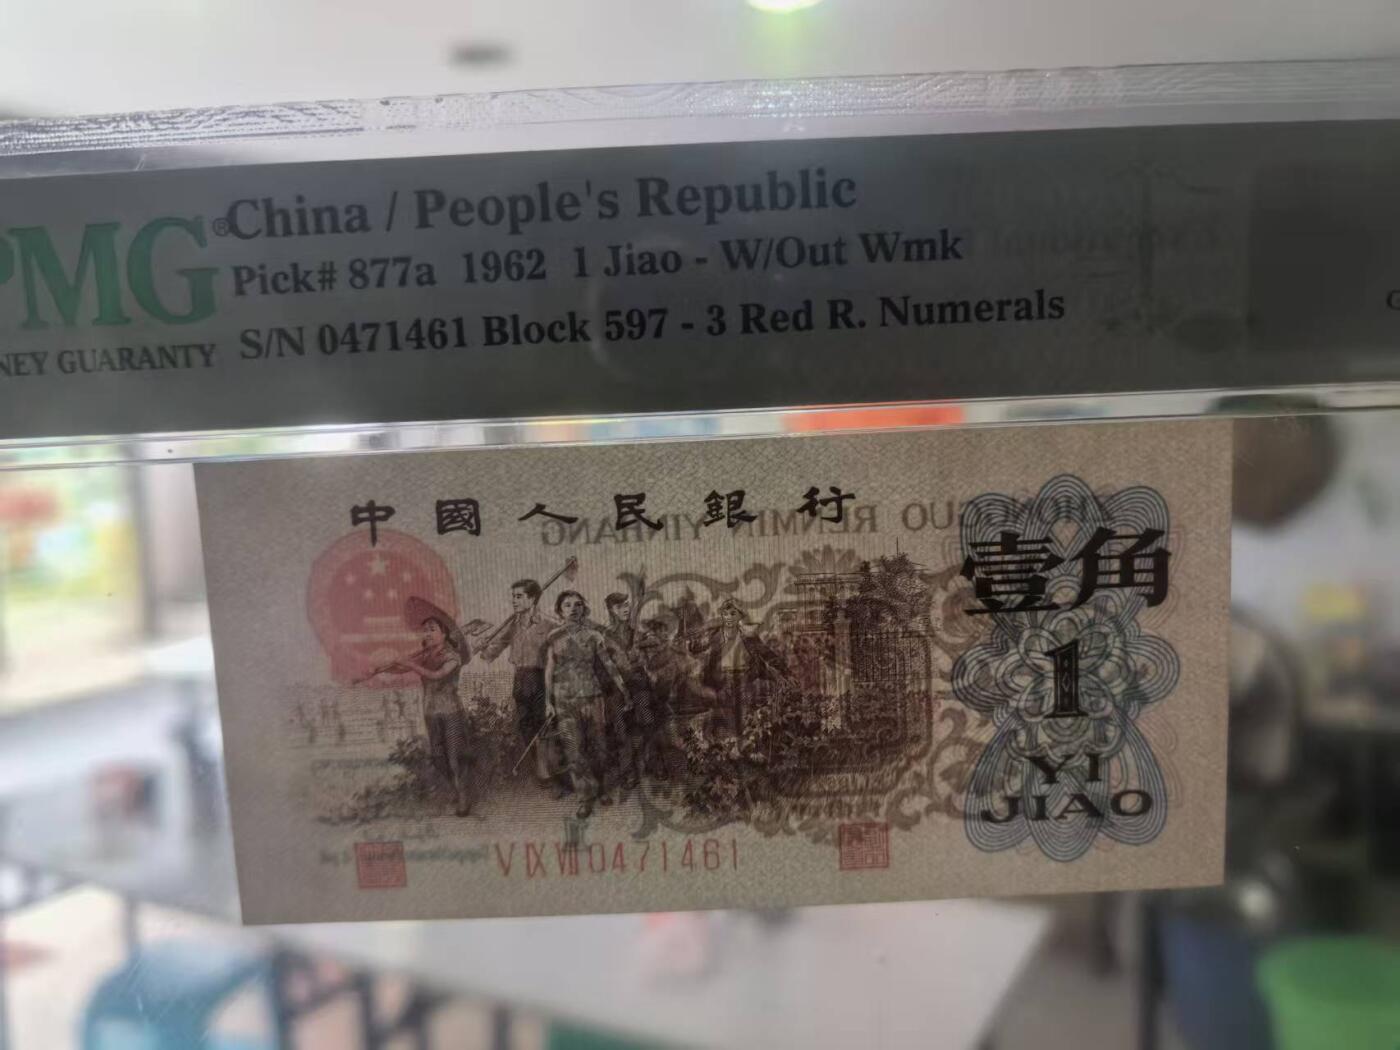 PMG®
China / People's Republic
Pick# 877a 1962 1 Jiao - W/Out Wmk
NEY GUARANTY
S/N 0471461 Block 597 - 3 Red R. Numerals
中國人民銀行
壹角
1
YI
JIAO
V IX VII 0471461